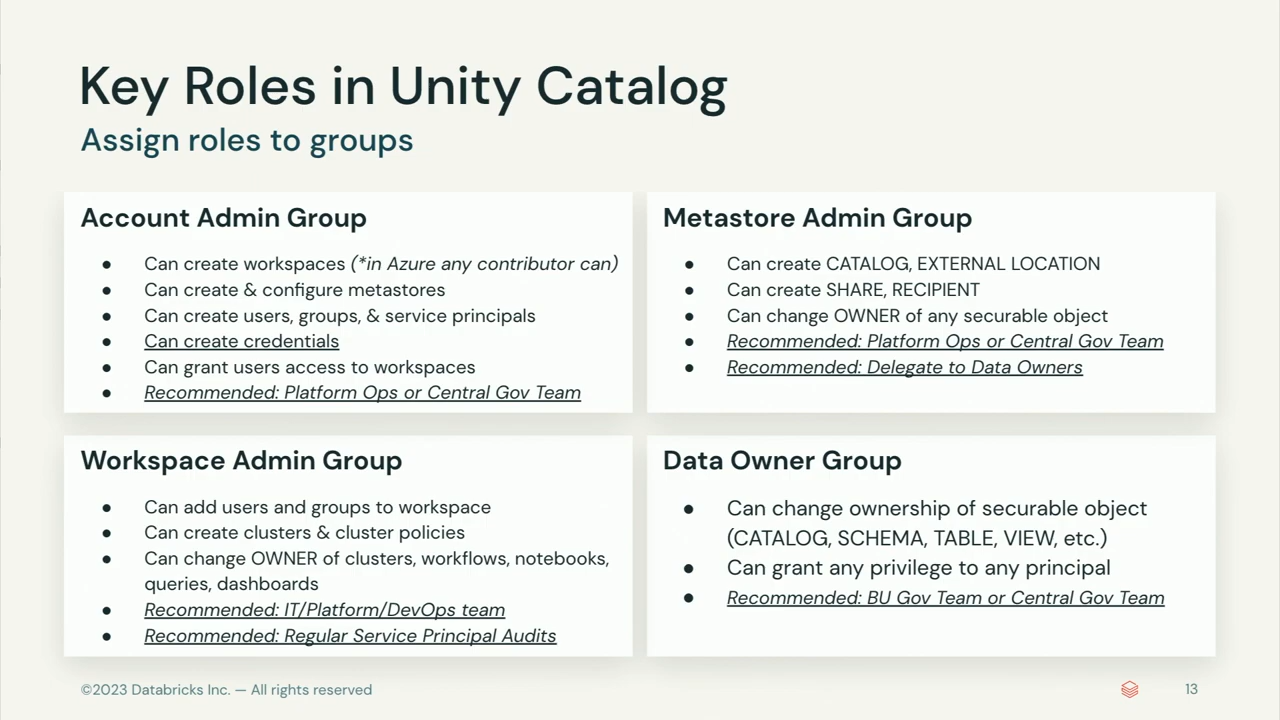 Key Roles in Unity Catalog
Assign roles to groups
Account Admin Group
● Can create workspaces (*in Azure any contributor can)
● Can create & configure metastores
● Can create users, groups, & service principals
● Can create credentials
● Can grant users access to workspaces
● Recommended: Platform Ops or Central Gov Team
Metastore Admin Group
● Can create CATALOG, EXTERNAL LOCATION
● Can create SHARE, RECIPIENT
● Can change OWNER of any securable object
● Recommended: Platform Ops or Central Gov Team
● Recommended: Delegate to Data Owners
Workspace Admin Group
● Can add users and groups to workspace
● Can create clusters & cluster policies
● Can change OWNER of clusters, workflows, notebooks,
queries, dashboards
● Recommended: IT/Platform/DevOps team
● Recommended: Regular Service Principal Audits
Data Owner Group
● Can change ownership of securable object
(CATALOG, SCHEMA, TABLE, VIEW, etc.)
● Can grant any privilege to any principal
● Recommended: BU Gov Team or Central Gov Team
©2023 Databricks Inc. — All rights reserved
13